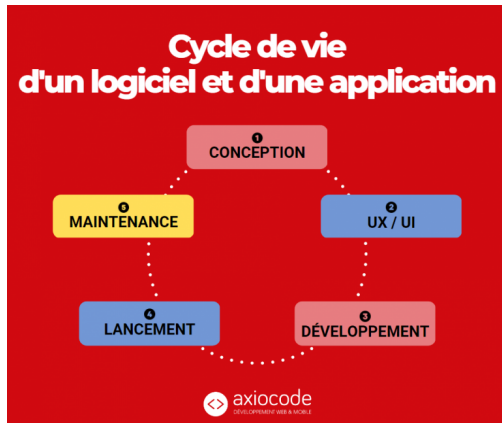 Cycle de vie
d'un logiciel et d'une application
1
CONCEPTION
2
UX / UI
3
DÉVELOPPEMENT
4
LANCEMENT
5
MAINTENANCE
<> axiocode
DÉVELOPPEMENT WEB & MOBILE